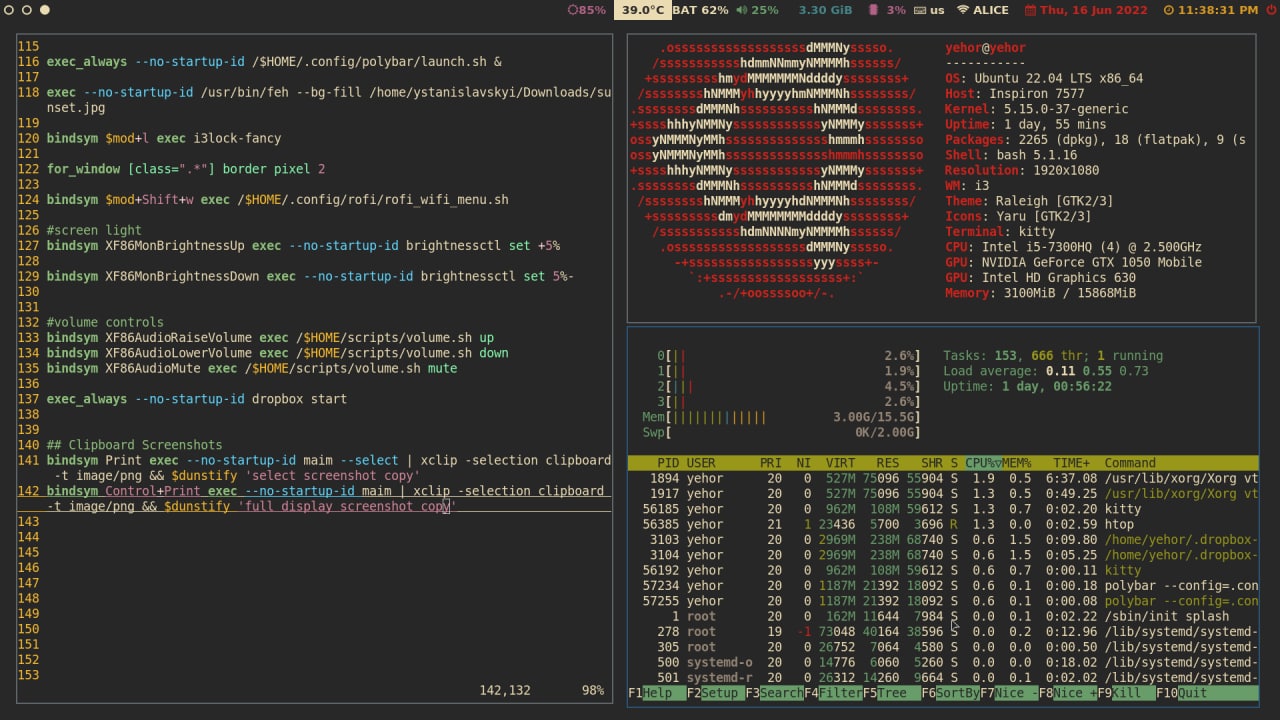 85% 39.0°C BAT 62% 25% 3.30 GiB 3% us ALICE Thu, 16 Jun 2022 11:38:31 PM
115
116 exec_always --no-startup-id /$HOME/.config/polybar/launch.sh &
117
118 exec --no-startup-id /usr/bin/feh --bg-fill /home/ystanislavskyi/Downloads/su
nset.jpg
119
120 bindsym $mod+l exec i3lock-fancy
121
122 for_window [class=".*"] border pixel 2
123
124 bindsym $mod+Shift+w exec /$HOME/.config/rofi/rofi_wifi_menu.sh
125
126 #screen light
127 bindsym XF86MonBrightnessUp exec --no-startup-id brightnessctl set +5%
128
129 bindsym XF86MonBrightnessDown exec --no-startup-id brightnessctl set 5%-
130
131
132 #volume controls
133 bindsym XF86AudioRaiseVolume exec /$HOME/scripts/volume.sh up
134 bindsym XF86AudioLowerVolume exec /$HOME/scripts/volume.sh down
135 bindsym XF86AudioMute exec /$HOME/scripts/volume.sh mute
136
137 exec_always --no-startup-id dropbox start
138
139
140 ## Clipboard Screenshots
141 bindsym Print exec --no-startup-id maim --select | xclip -selection clipboard
-t image/png && $dunstify 'select screenshot copy'
142 bindsym Control+Print exec --no-startup-id maim | xclip -selection clipboard
-t image/png && $dunstify 'full display screenshot copy'
143
144
145
146
147
148
149
150
151
152
153
142,132 98%
.ossssssssssssssssssdMMMNysssso.
/ssssssssssshdmmNNmmyNMMMMhssssss/
+ssssssssshmydMMMMMMMNddddyssssssss+
/sssssssshNMMMyhhyyyyhmNMMMNhssssssss/
.ssssssssdMMMNhsssssssssshNMMMdssssssss.
+sssshhhyNMMNyssssssssssssyNMMMysssssss+
ossyNMMMNyMMhsssssssssssssshmmmhssssssso
ossyNMMMNyMMhsssssssssssssshmmmhssssssso
+sssshhhyNMMNyssssssssssssyNMMMysssssss+
.ssssssssdMMMNhsssssssssshNMMMdssssssss.
/sssssssshNMMMyhhyyyyhdNMMMNhssssssss/
+sssssssssdmydMMMMMMMMddddyssssssss+
/ssssssssssshdmNNNNmyNMMMMhssssss/
.ossssssssssssssssssdMMMNysssso.
-+sssssssssssssssssyyyssss+-
`:+ssssssssssssssssss+:`
.-/+oossssoo+/-.
yehor@yehor
-----------
OS: Ubuntu 22.04 LTS x86_64
Host: Inspiron 7577
Kernel: 5.15.0-37-generic
Uptime: 1 day, 55 mins
Packages: 2265 (dpkg), 18 (flatpak), 9 (s
Shell: bash 5.1.16
Resolution: 1920x1080
WM: i3
Theme: Raleigh [GTK2/3]
Icons: Yaru [GTK2/3]
Terminal: kitty
CPU: Intel i5-7300HQ (4) @ 2.500GHz
GPU: NVIDIA GeForce GTX 1050 Mobile
GPU: Intel HD Graphics 630
Memory: 3100MiB / 15868MiB
0[|| 2.6%] Tasks: 153, 666 thr; 1 running
1[|| 1.9%] Load average: 0.11 0.55 0.73
2[||| 4.5%] Uptime: 1 day, 00:56:22
3[|| 2.6%]
Mem[|||||||||||||| 3.00G/15.5G]
Swp[ 0K/2.00G]
PID USER PRI NI VIRT RES SHR S CPU%▽MEM% TIME+ Command
1894 yehor 20 0 527M 75096 55904 S 1.9 0.5 6:37.08 /usr/lib/xorg/Xorg vt
1917 yehor 20 0 527M 75096 55904 S 1.3 0.5 0:49.25 /usr/lib/xorg/Xorg vt
56185 yehor 20 0 962M 108M 59612 S 1.3 0.7 0:02.20 kitty
56385 yehor 21 1 23436 5700 3696 R 1.3 0.0 0:02.59 htop
3103 yehor 20 0 2969M 238M 68740 S 0.6 1.5 0:09.80 /home/yehor/.dropbox-
3104 yehor 20 0 2969M 238M 68740 S 0.6 1.5 0:05.25 /home/yehor/.dropbox-
56192 yehor 20 0 962M 108M 59612 S 0.6 0.7 0:00.11 kitty
57234 yehor 20 0 1187M 21392 18092 S 0.6 0.1 0:00.18 polybar --config=.con
57255 yehor 20 0 1187M 21392 18092 S 0.6 0.1 0:00.08 polybar --config=.con
1 root 20 0 162M 11644 7984 S 0.0 0.1 0:02.22 /sbin/init splash
278 root 19 -1 73048 40164 38596 S 0.0 0.2 0:12.96 /lib/systemd/systemd-
305 root 20 0 26752 7064 4580 S 0.0 0.0 0:00.50 /lib/systemd/systemd-
500 systemd-o 20 0 14776 6060 5260 S 0.0 0.0 0:18.02 /lib/systemd/systemd-
501 systemd-r 20 0 26312 14260 9664 S 0.0 0.1 0:02.02 /lib/systemd/systemd-
F1Help F2Setup F3SearchF4FilterF5Tree F6SortByF7Nice -F8Nice +F9Kill F10Quit